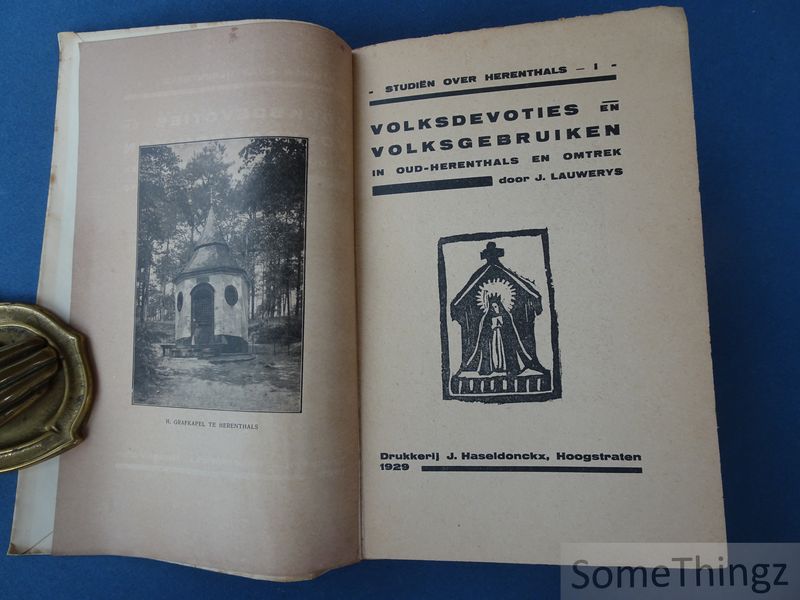 H. GRAFKAPEL TE HERENTHALS
- STUDIËN OVER HERENTHALS - I -
VOLKSDEVOTIES EN
VOLKSGEBRUIKEN
IN OUD-HERENTHALS EN OMTREK
door J. LAUWERYS
Drukkerij J. Haseldonckx, Hoogstraten
1929
SomeThingz